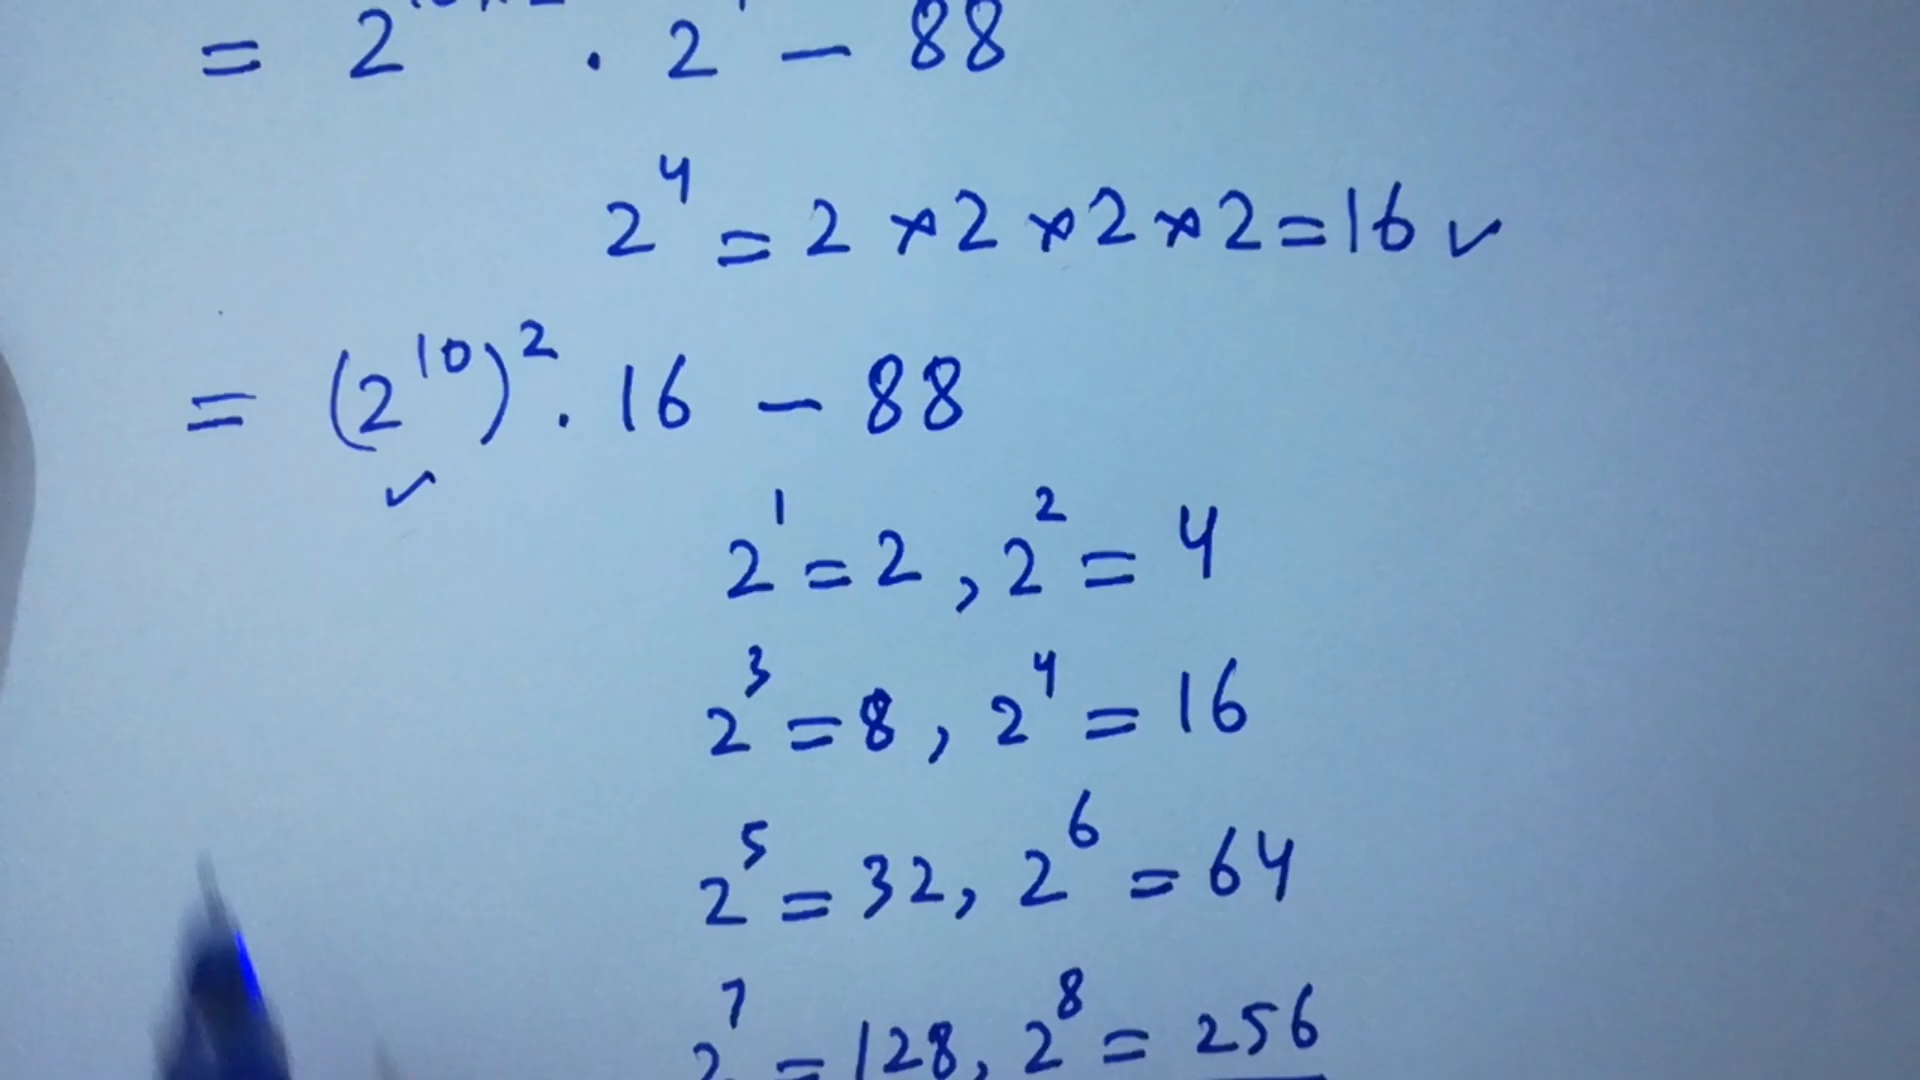 = 2 . 2 – 88
2⁴ = 2 × 2 × 2 × 2 = 16 ✓
= (2¹⁰)² . 16 – 88
✓
2¹ = 2 , 2² = 4
2³ = 8 , 2⁴ = 16
2⁵ = 32, 2⁶ = 64
2⁷ = 128, 2⁸ = 256